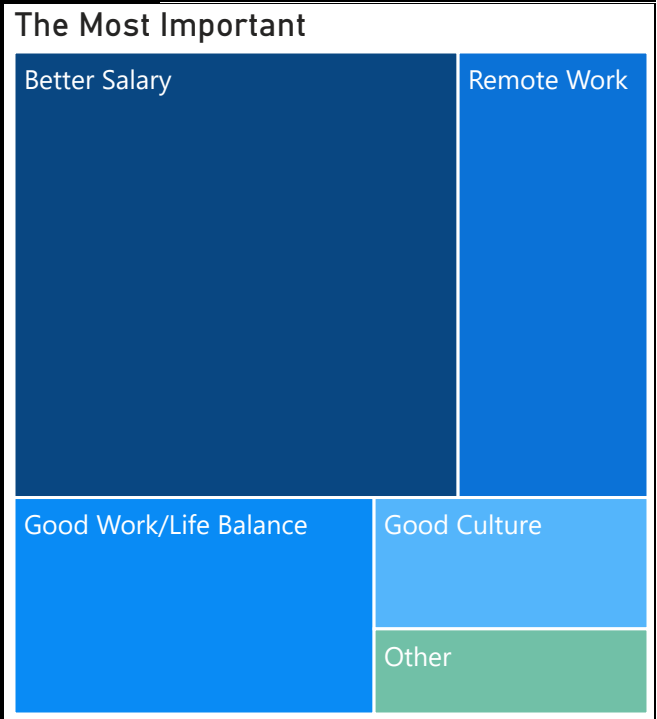 The Most Important
Better Salary
Remote Work
Good Work/Life Balance
Good Culture
Other